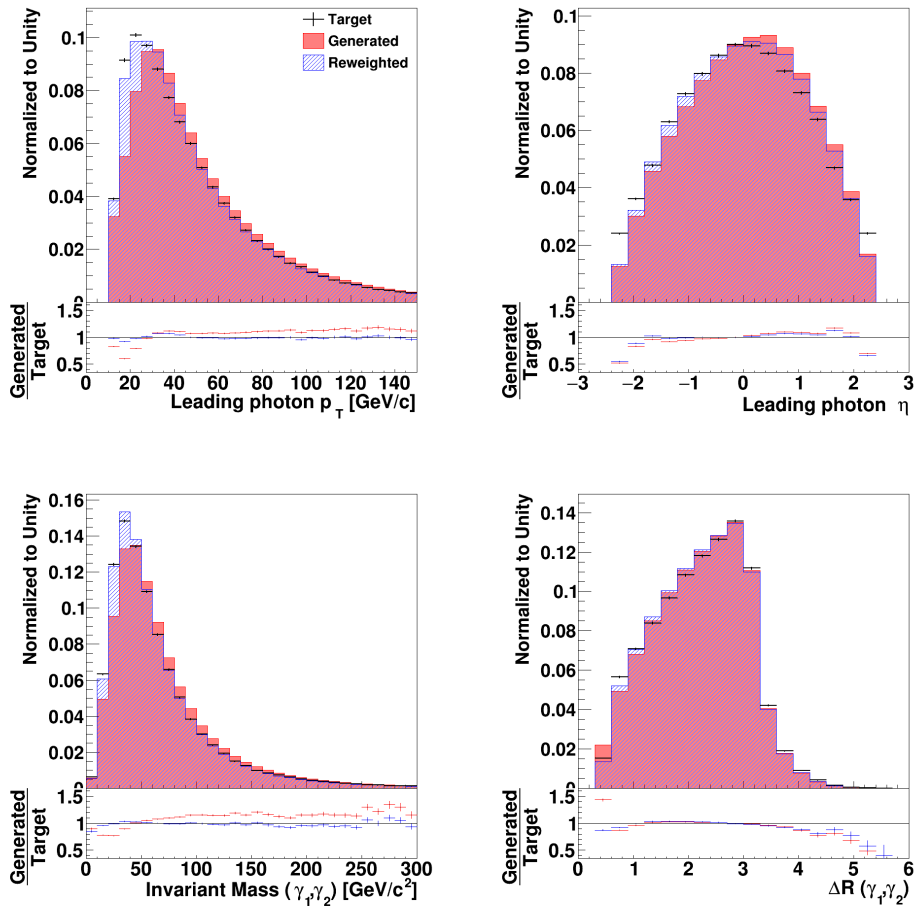 Normalized to Unity
0.1
0.08
0.06
0.04
0.02
0
Target
Generated
Reweighted
Generated
Target
1.5
1
0.5
0 20 40 60 80 100 120 140
Leading photon p_T [GeV/c]
Normalized to Unity
0.1
0.08
0.06
0.04
0.02
0
Generated
Target
1.5
1
0.5
−3 −2 −1 0 1 2 3
Leading photon η
Normalized to Unity
0.16
0.14
0.12
0.1
0.08
0.06
0.04
0.02
0
Generated
Target
1.5
1
0.5
0 50 100 150 200 250 300
Invariant Mass (γ₁,γ₂) [GeV/c²]
Normalized to Unity
0.14
0.12
0.1
0.08
0.06
0.04
0.02
0
Generated
Target
1.5
1
0.5
0 1 2 3 4 5 6
ΔR (γ₁,γ₂)